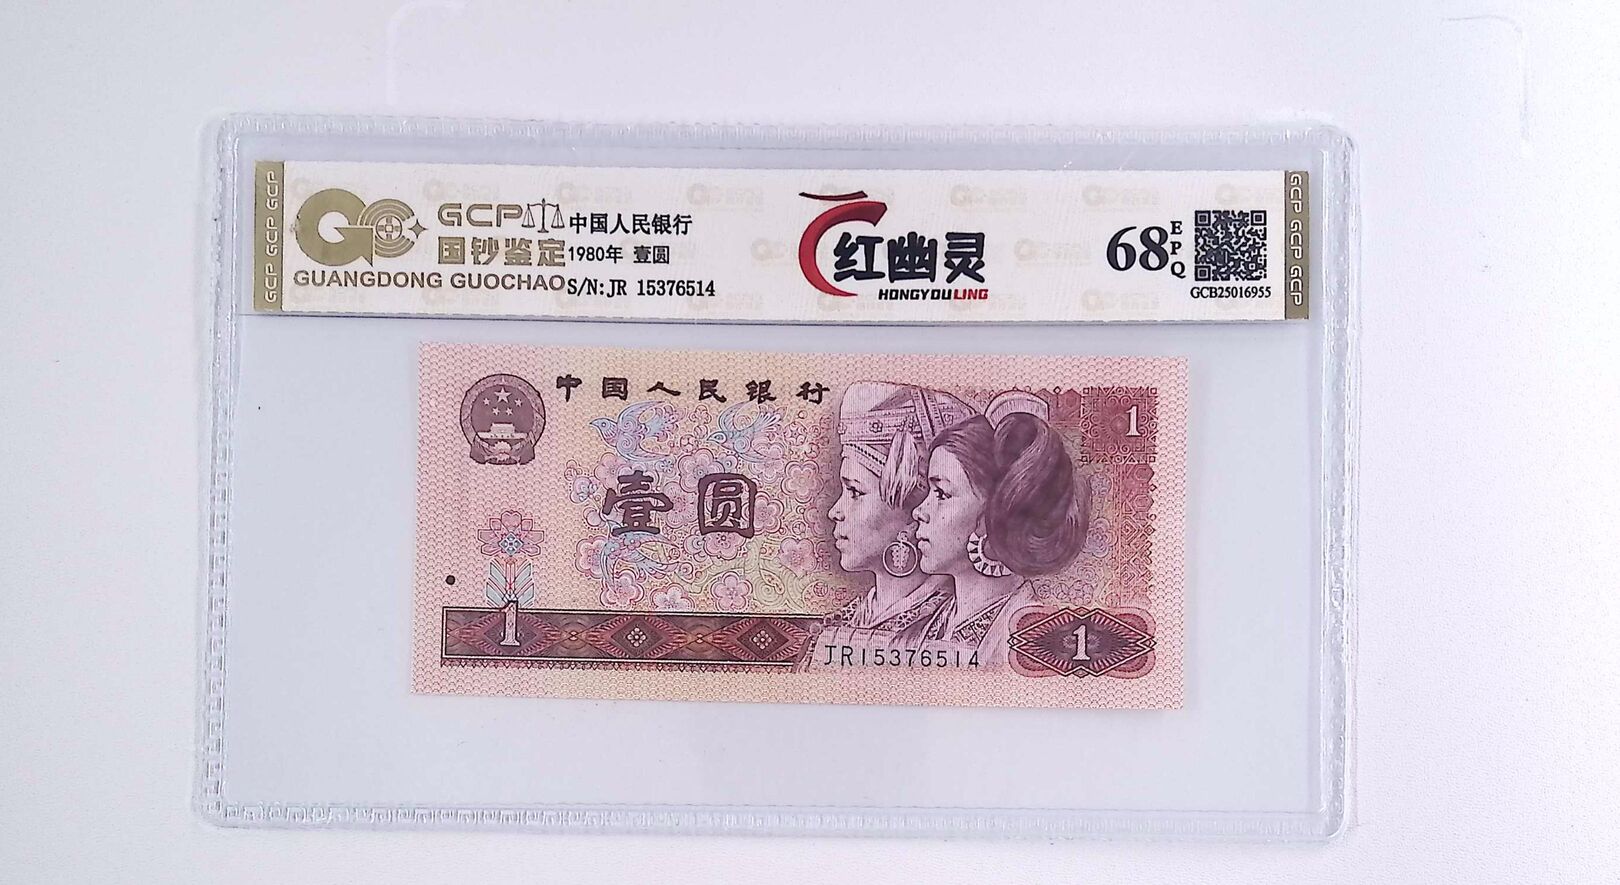 GCP GCP GCP
GCP
国钞鉴定
GUANGDONG GUOCHAO
中国人民银行
1980年 壹圆
S/N:JR 15376514
红幽灵
HONGYOULING
68 EPQ
GCB25016955
GCP GCP GCP
中国人民银行
壹圆
1
1
JR15376514
1